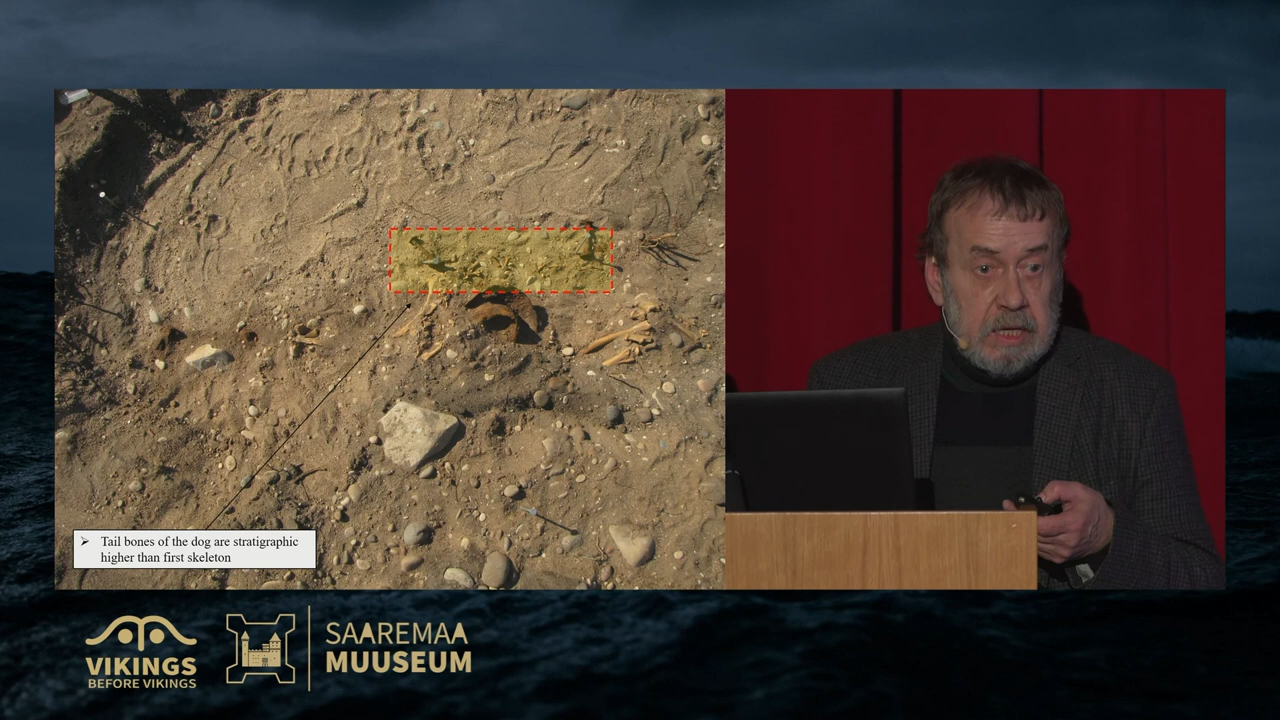 ➢ Tail bones of the dog are stratigraphic
higher than first skeleton
VIKINGS
BEFORE VIKINGS
SAAREMAA
MUUSEUM